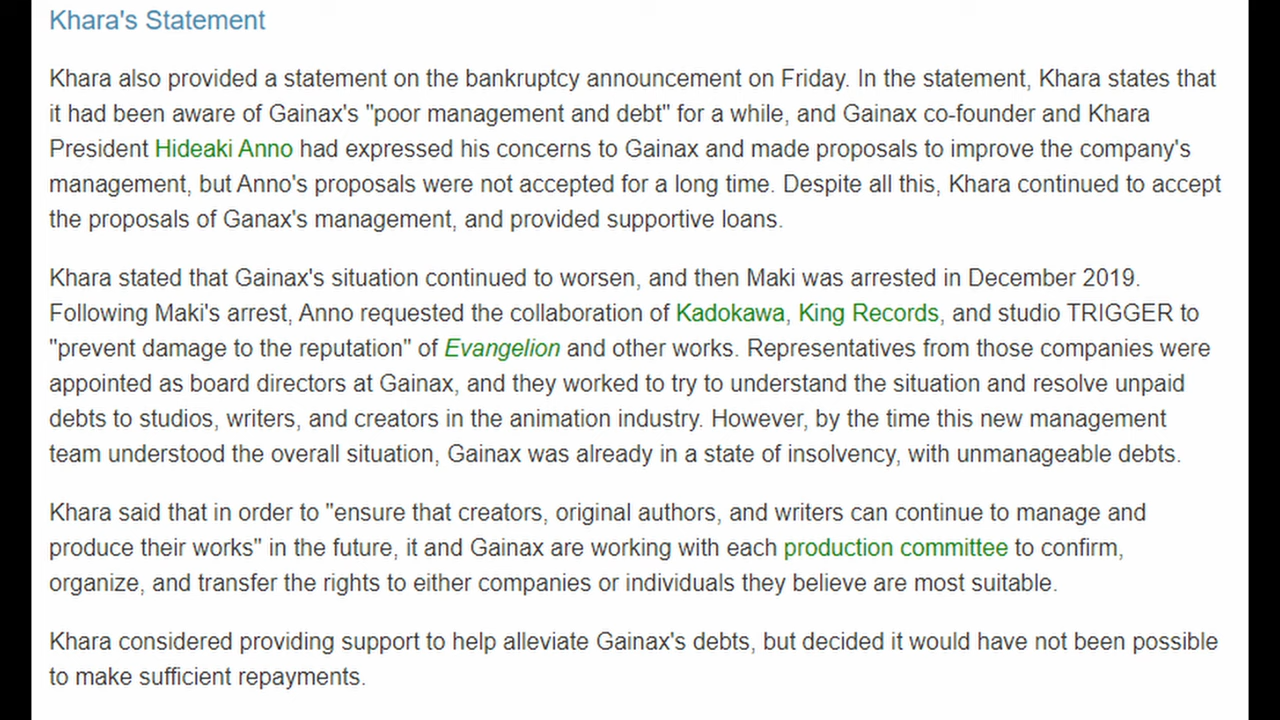 Khara's Statement
Khara also provided a statement on the bankruptcy announcement on Friday. In the statement, Khara states that
it had been aware of Gainax's "poor management and debt" for a while, and Gainax co-founder and Khara
President Hideaki Anno had expressed his concerns to Gainax and made proposals to improve the company's
management, but Anno's proposals were not accepted for a long time. Despite all this, Khara continued to accept
the proposals of Ganax's management, and provided supportive loans.
Khara stated that Gainax's situation continued to worsen, and then Maki was arrested in December 2019.
Following Maki's arrest, Anno requested the collaboration of Kadokawa, King Records, and studio TRIGGER to
"prevent damage to the reputation" of Evangelion and other works. Representatives from those companies were
appointed as board directors at Gainax, and they worked to try to understand the situation and resolve unpaid
debts to studios, writers, and creators in the animation industry. However, by the time this new management
team understood the overall situation, Gainax was already in a state of insolvency, with unmanageable debts.
Khara said that in order to "ensure that creators, original authors, and writers can continue to manage and
produce their works" in the future, it and Gainax are working with each production committee to confirm,
organize, and transfer the rights to either companies or individuals they believe are most suitable.
Khara considered providing support to help alleviate Gainax's debts, but decided it would have not been possible
to make sufficient repayments.